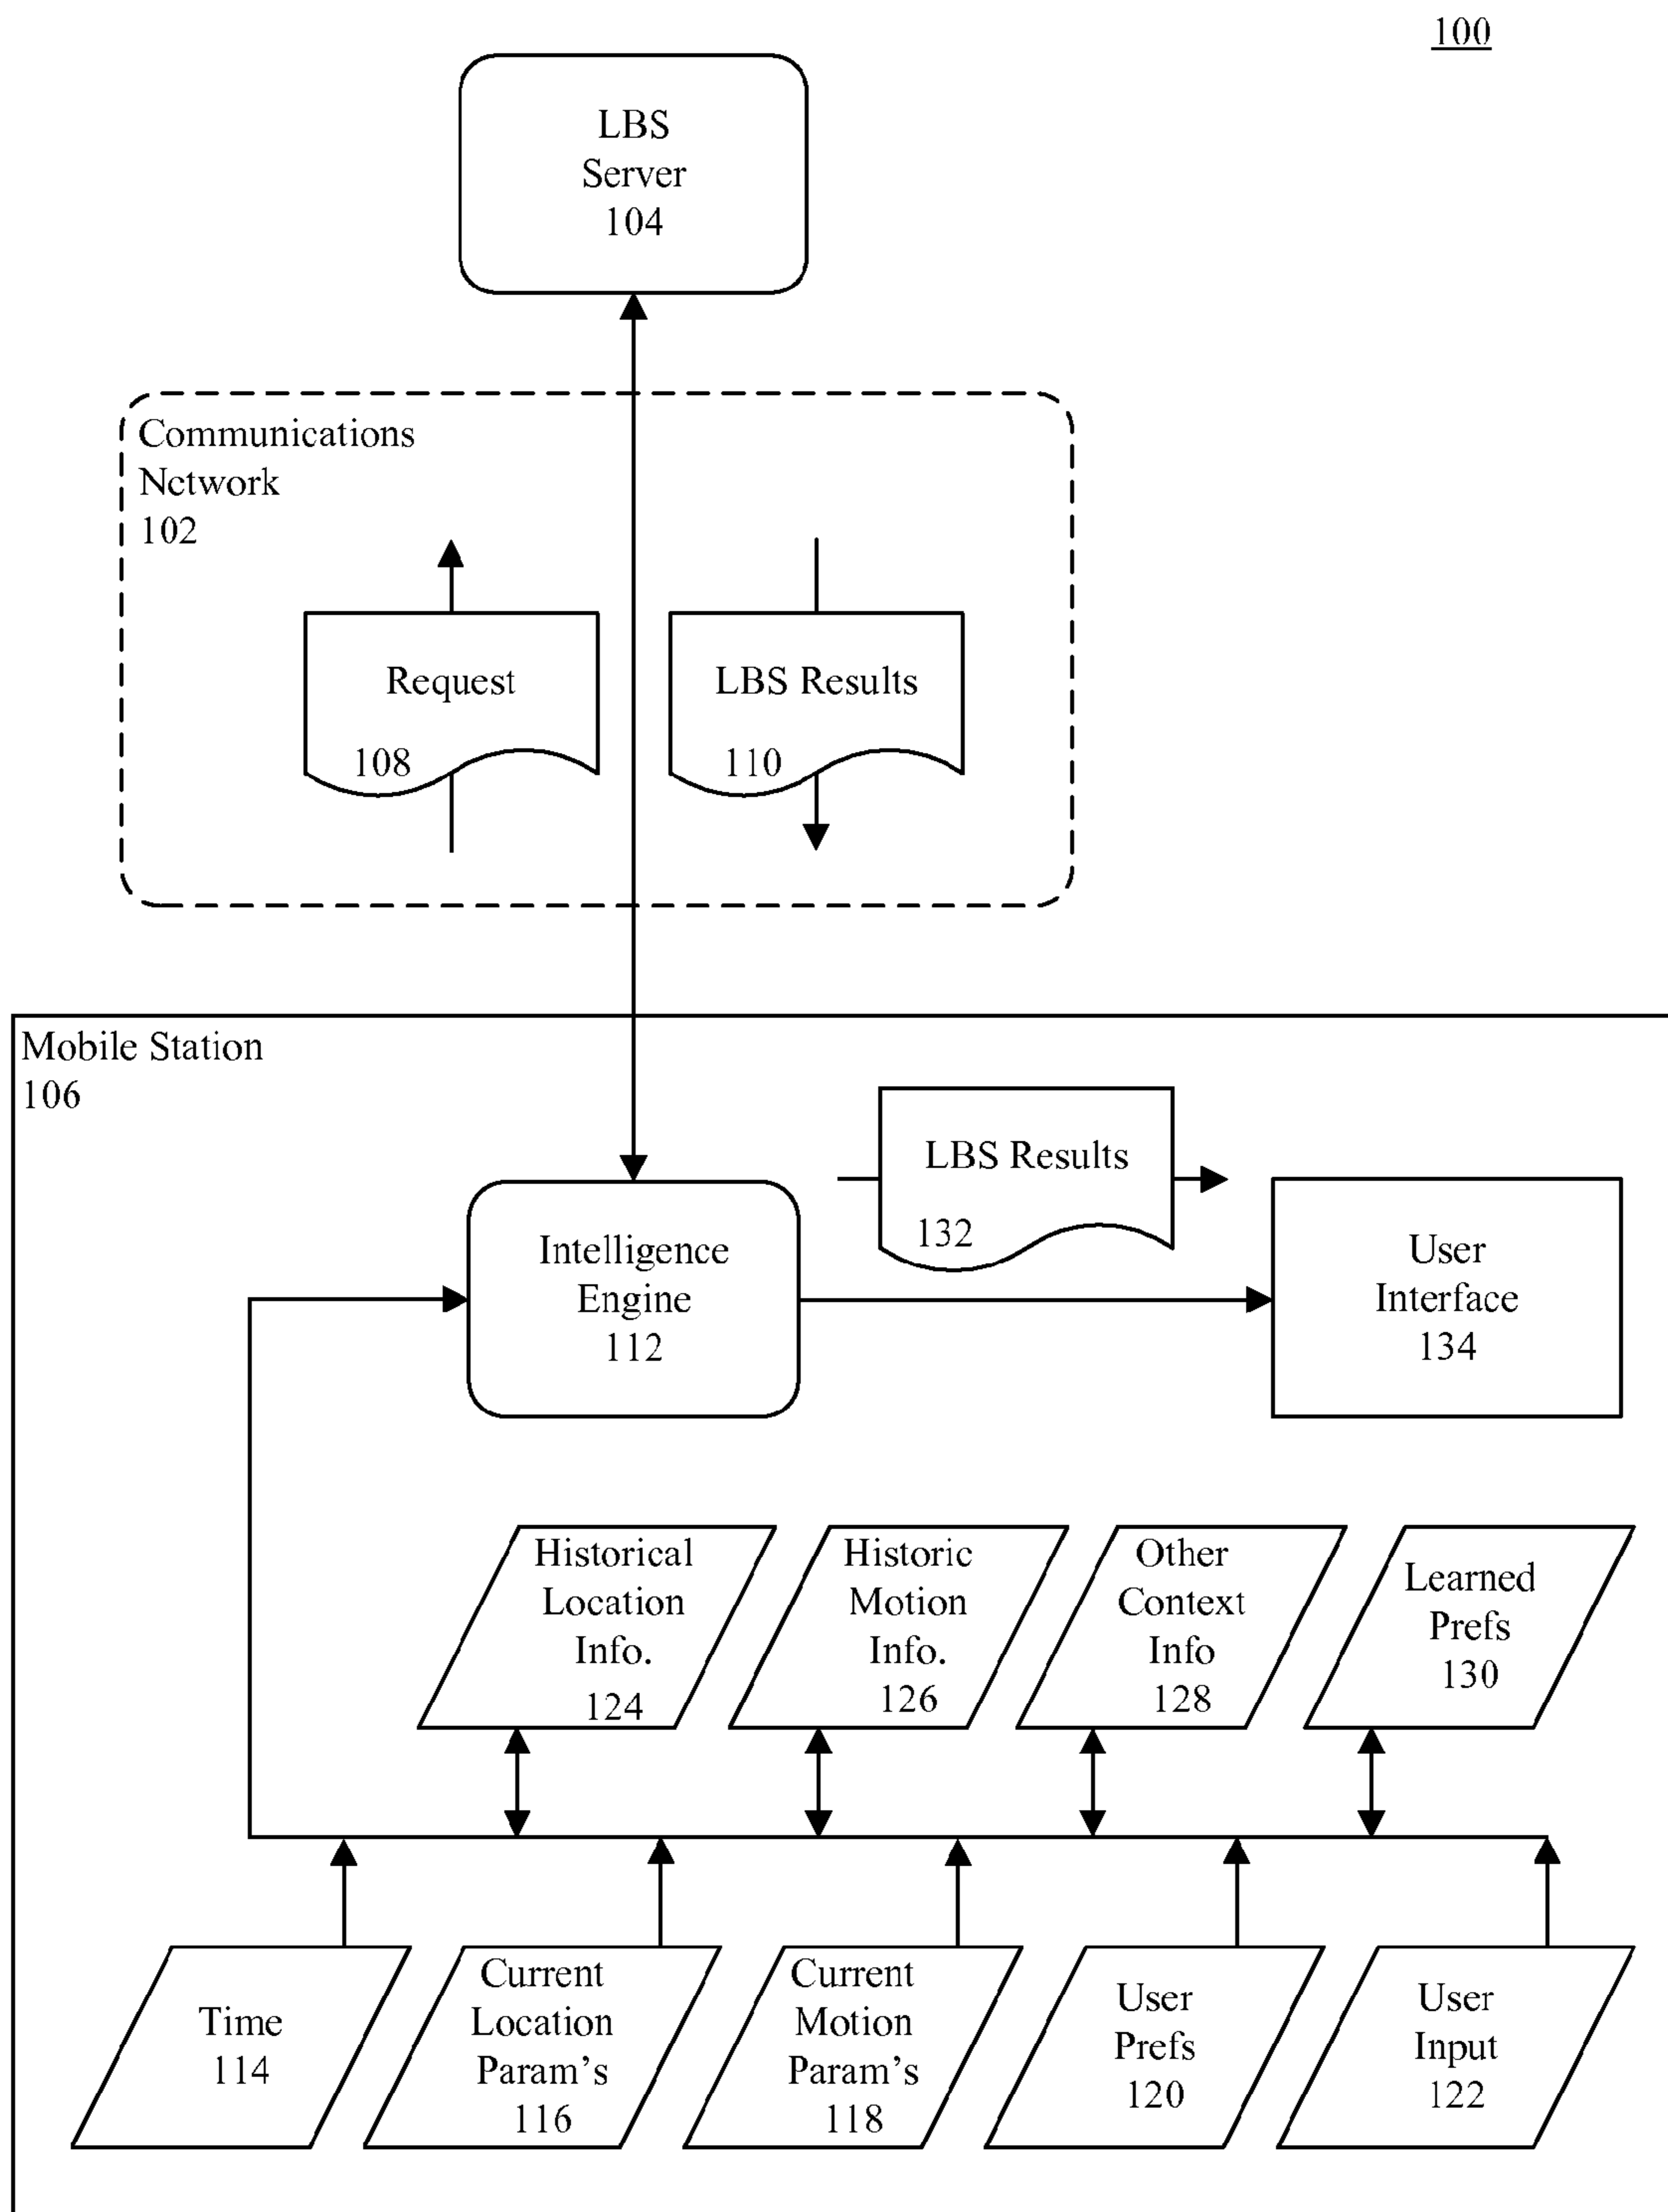 100
LBS
Server
104
Communications
Network
102
Request
108
LBS Results
110
Mobile Station
106
LBS Results
132
Intelligence
Engine
112
User
Interface
134
Historical
Location
Info.
124
Historic
Motion
Info.
126
Other
Context
Info
128
Learned
Prefs
130
Time
114
Current
Location
Param's
116
Current
Motion
Param's
118
User
Prefs
120
User
Input
122